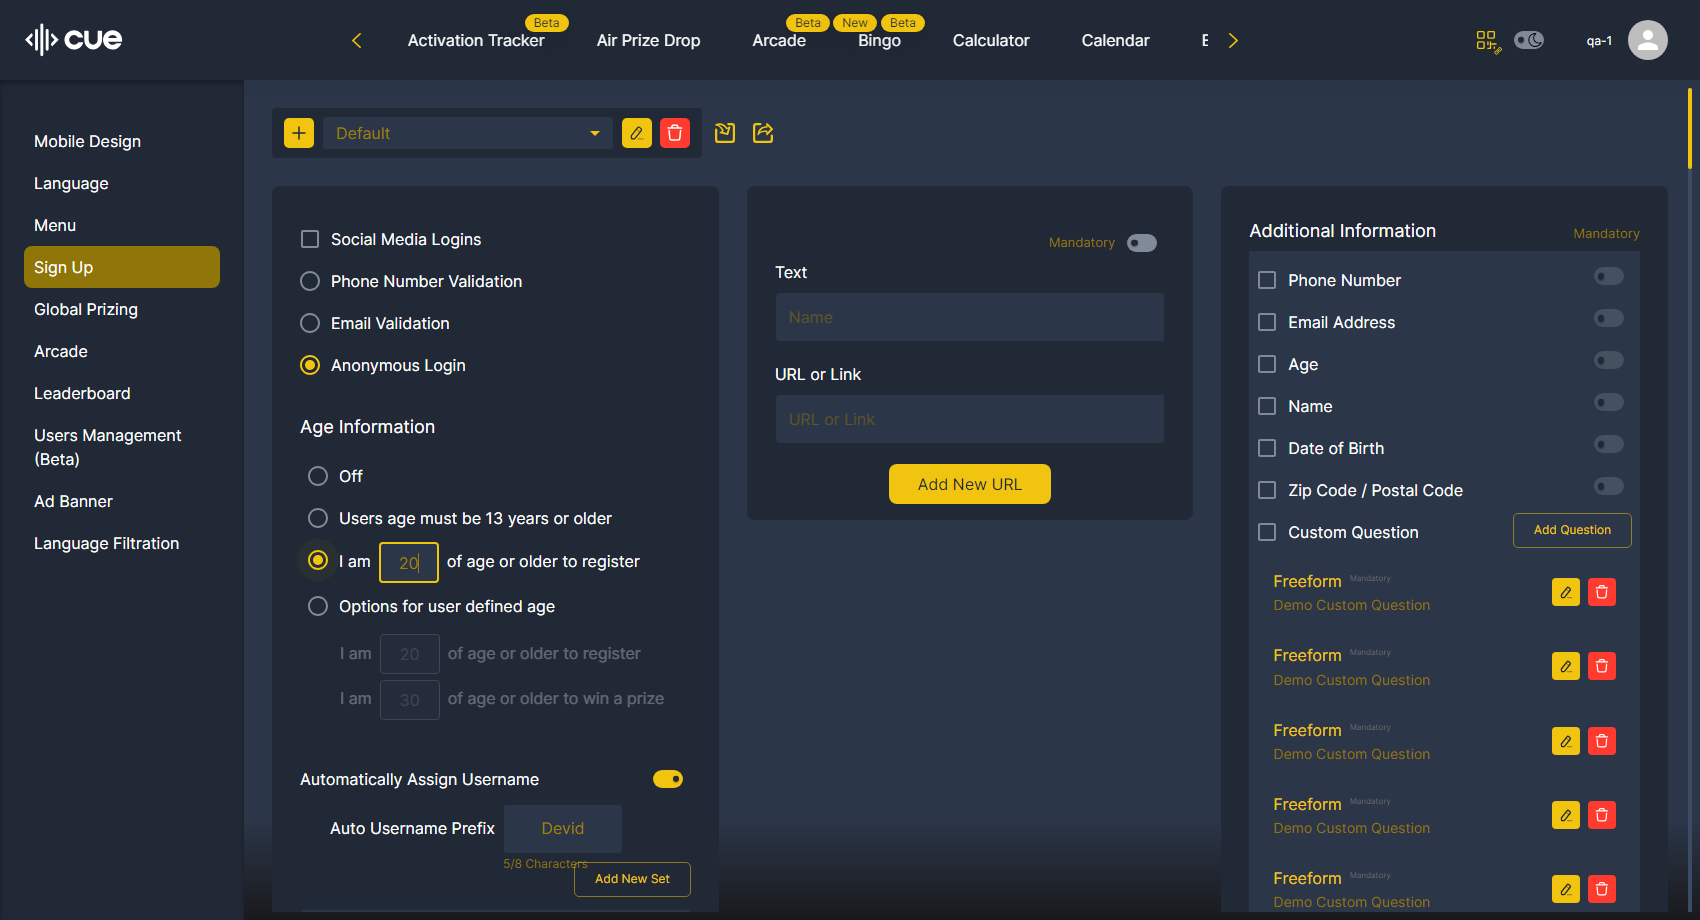 cue
Activation Tracker
Beta
Air Prize Drop
Arcade
Beta
New
Bingo
Beta
Calculator
Calendar
qa-1
Mobile Design
Language
Menu
Sign Up
Global Prizing
Arcade
Leaderboard
Users Management
(Beta)
Ad Banner
Language Filtration
Default
Social Media Logins
Phone Number Validation
Email Validation
Anonymous Login
Age Information
Off
Users age must be 13 years or older
I am 20 of age or older to register
Options for user defined age
I am 20 of age or older to register
I am 30 of age or older to win a prize
Automatically Assign Username
Auto Username Prefix Devid
5/8 Characters
Add New Set
Mandatory
Text
Name
URL or Link
URL or Link
Add New URL
Additional Information Mandatory
Phone Number
Email Address
Age
Name
Date of Birth
Zip Code / Postal Code
Custom Question Add Question
Freeform Mandatory
Demo Custom Question
Freeform Mandatory
Demo Custom Question
Freeform Mandatory
Demo Custom Question
Freeform Mandatory
Demo Custom Question
Freeform Mandatory
Demo Custom Question